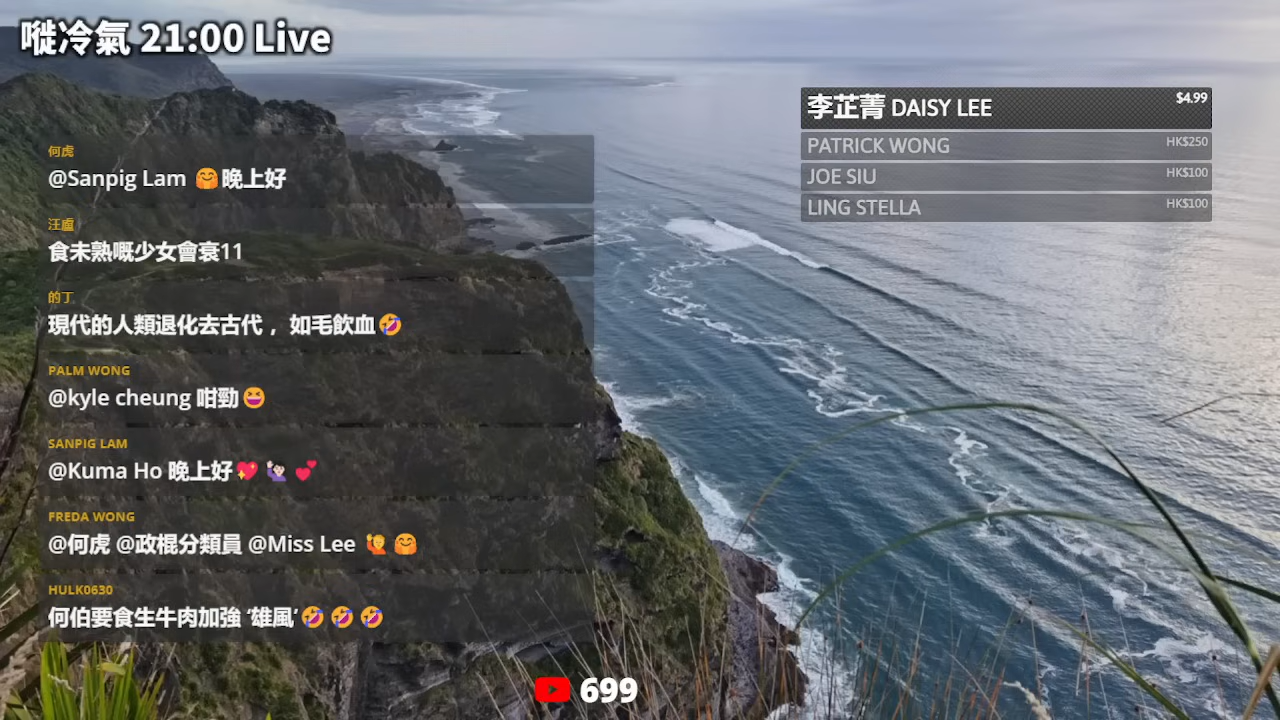 嘥冷氣 21:00 Live
何虎
@Sanpig Lam 🤗晚上好
汪盧
食未熟嘅少女會衰11
的丁
現代的人類退化去古代， 如毛飲血🤣
PALM WONG
@kyle cheung 咁勁😆
SANPIG LAM
@Kuma Ho 晚上好💖 🙋🏻‍♀️ 💕
FREDA WONG
@何虎 @政棍分類員 @Miss Lee 🙋 🤗
HULK0630
何伯要食生牛肉加強 ‘雄風’🤣 🤣 🤣
李芷菁 DAISY LEE $4.99
PATRICK WONG HK$250
JOE SIU HK$100
LING STELLA HK$100
699